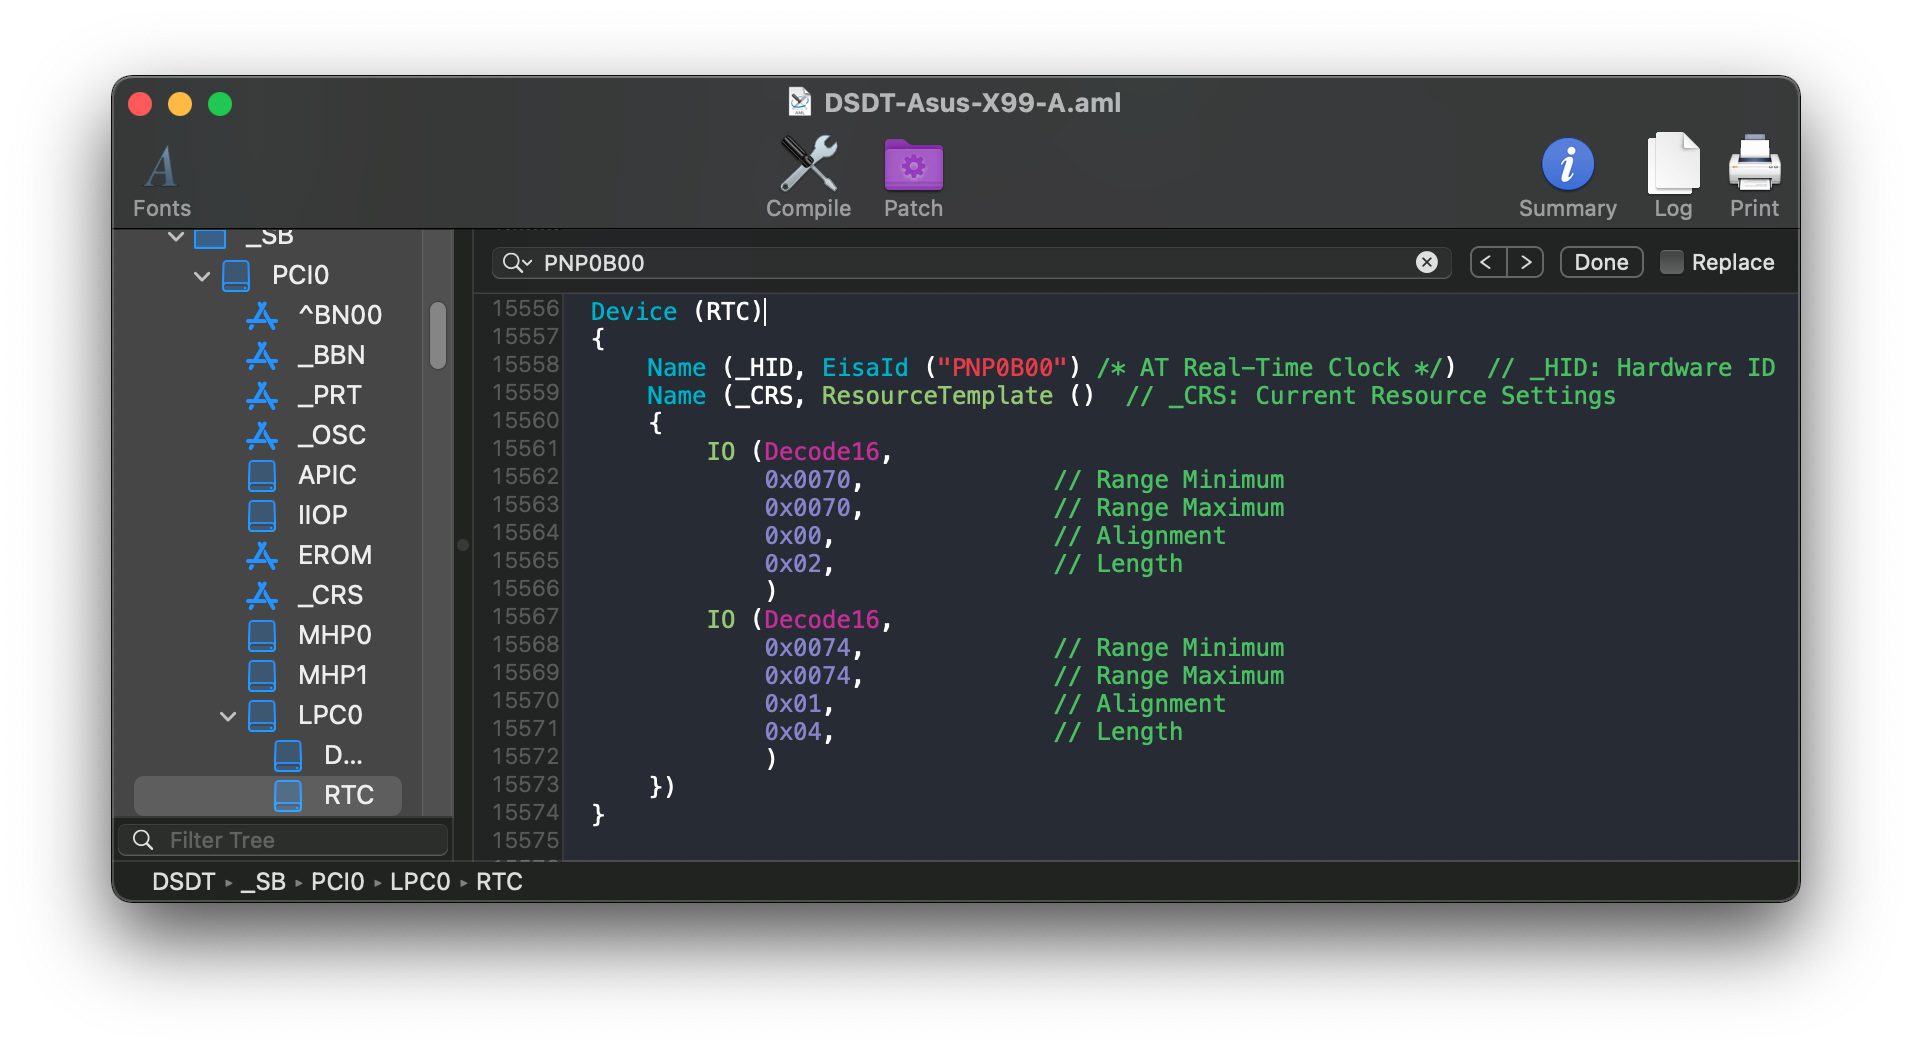 DSDT-Asus-X99-A.aml
Fonts
Compile
Patch
Summary
Log
Print
_SB
PCI0
^BN00
_BBN
_PRT
_OSC
APIC
IIOP
EROM
_CRS
MHP0
MHP1
LPC0
D...
RTC
Filter Tree
PNP0B00
< > Done Replace
15556 Device (RTC)
15557 {
15558 Name (_HID, EisaId ("PNP0B00") /* AT Real-Time Clock */) // _HID: Hardware ID
15559 Name (_CRS, ResourceTemplate () // _CRS: Current Resource Settings
15560 {
15561 IO (Decode16,
15562 0x0070, // Range Minimum
15563 0x0070, // Range Maximum
15564 0x00, // Alignment
15565 0x02, // Length
15566 )
15567 IO (Decode16,
15568 0x0074, // Range Minimum
15569 0x0074, // Range Maximum
15570 0x01, // Alignment
15571 0x04, // Length
15572 )
15573 })
15574 }
15575
DSDT ▸ _SB ▸ PCI0 ▸ LPC0 ▸ RTC